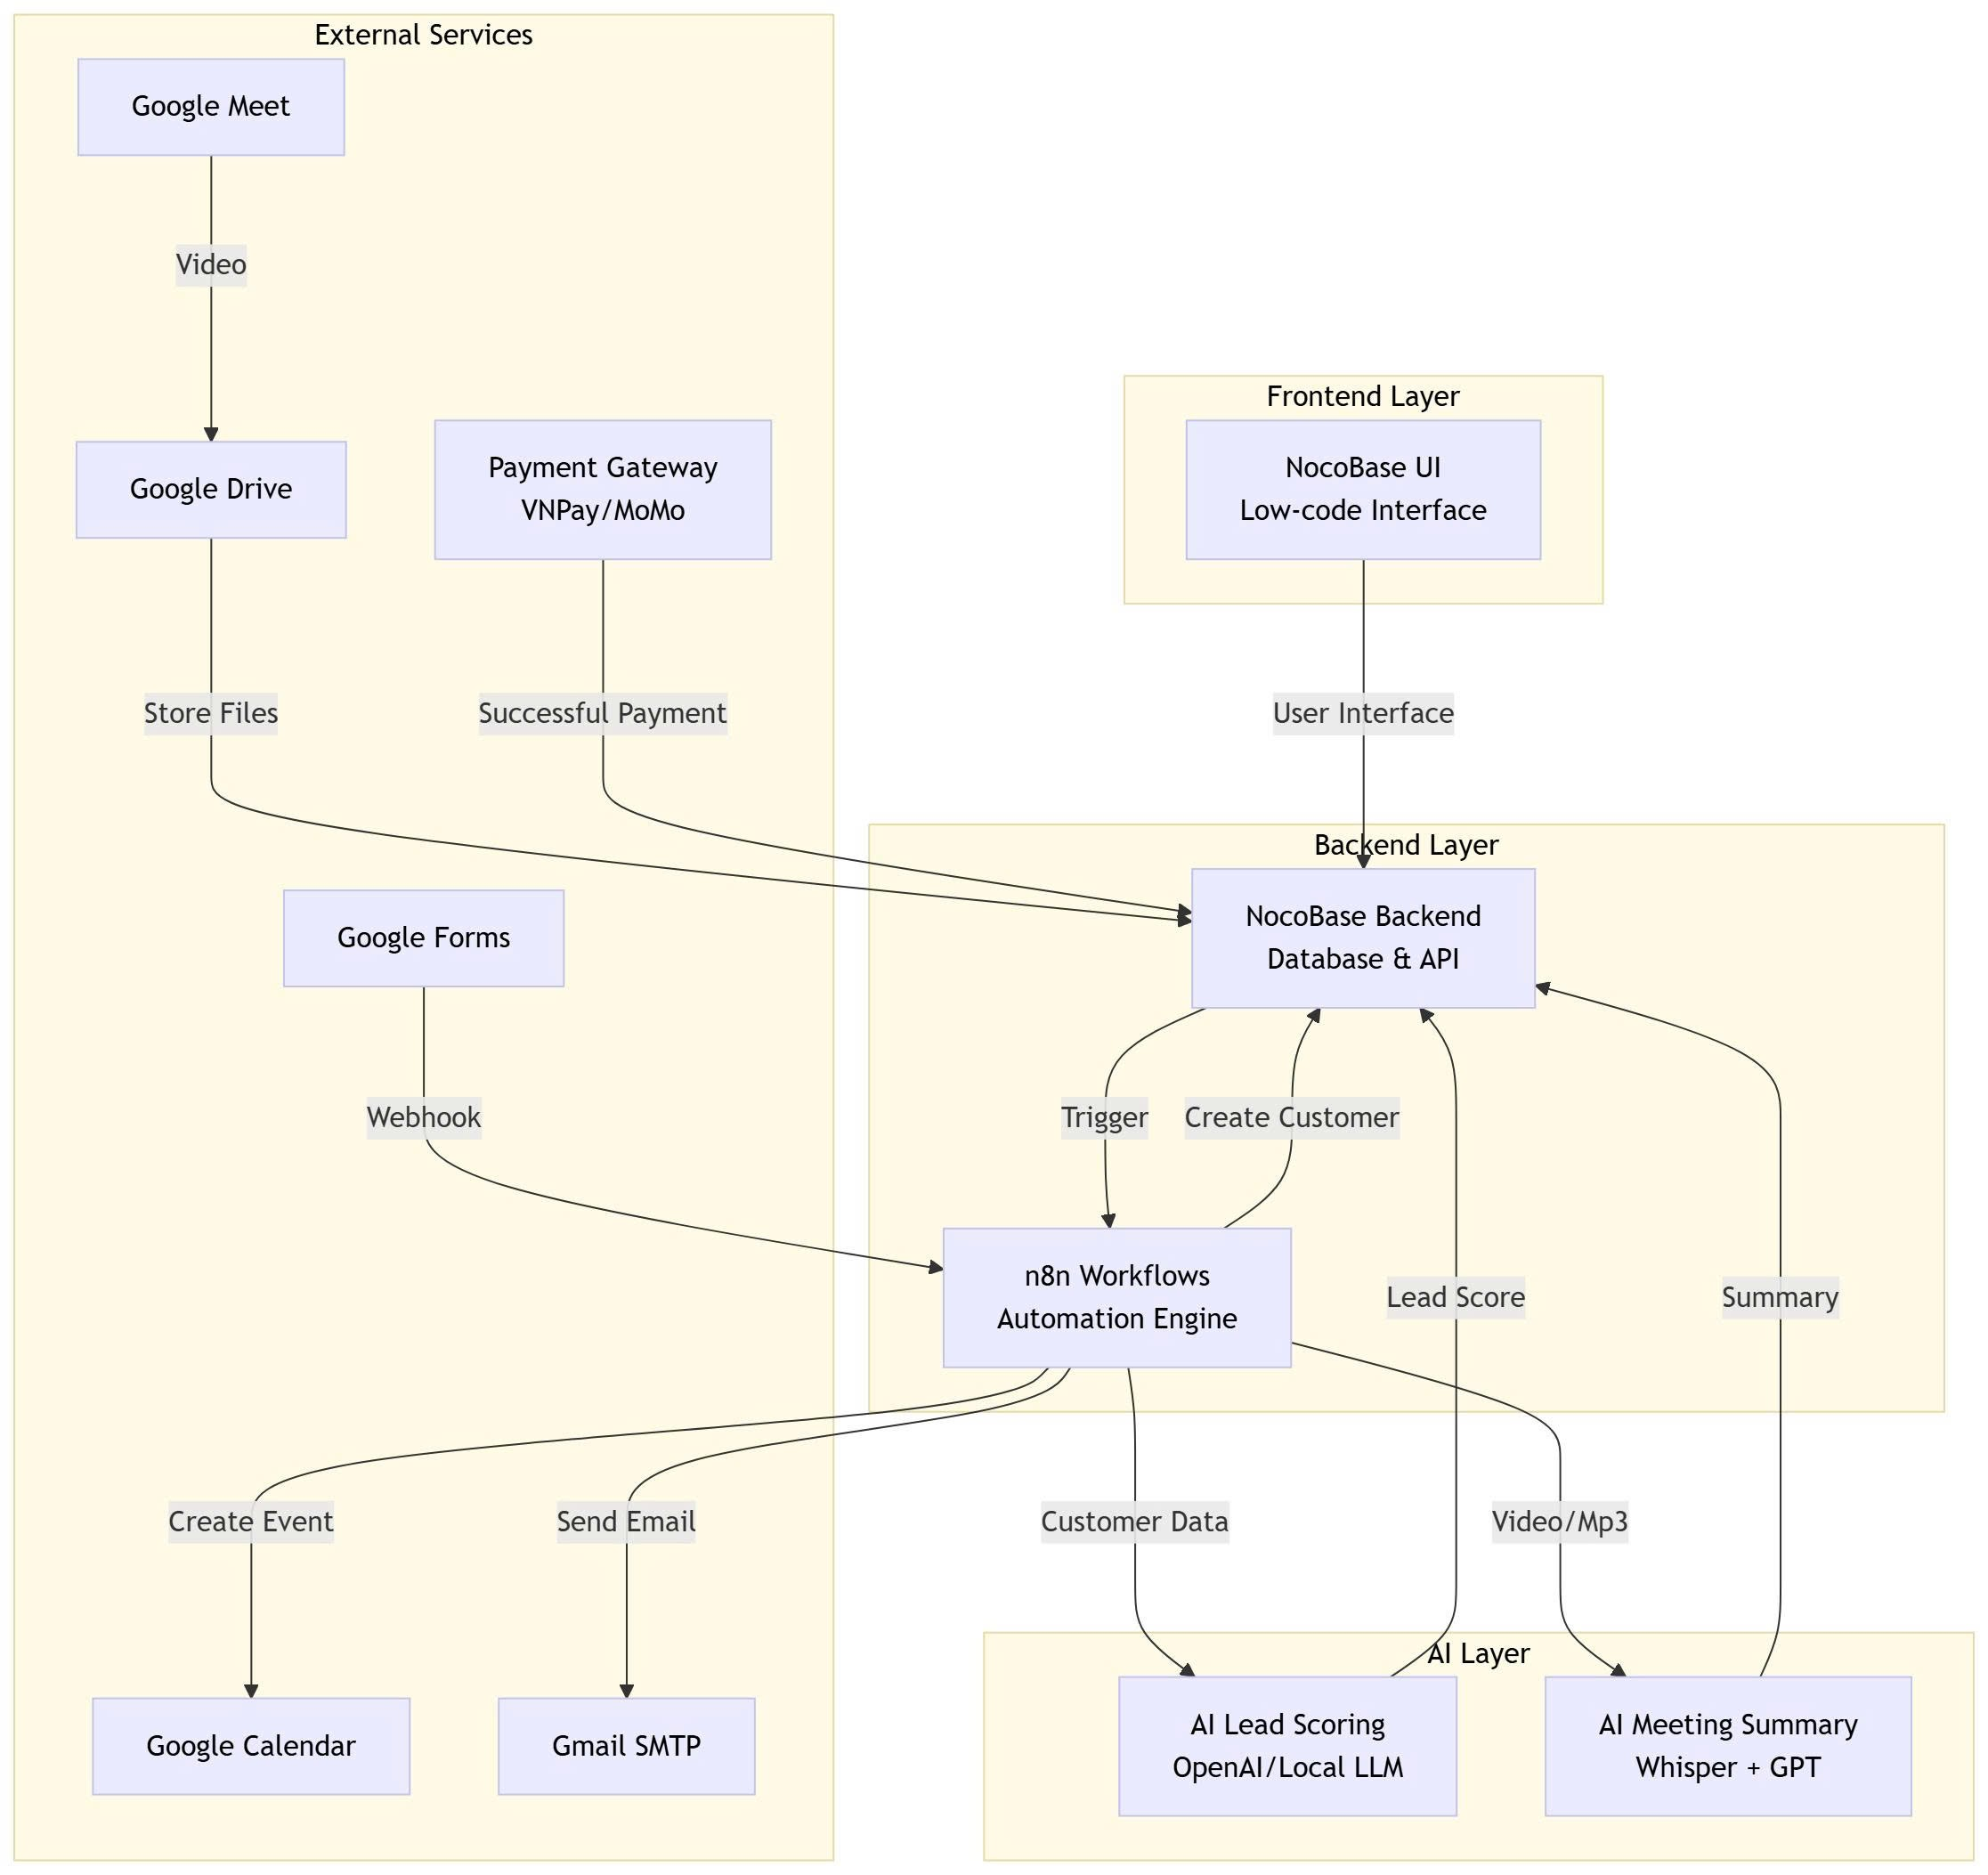 External Services
Google Meet
Video
Google Drive
Payment Gateway
VNPay/MoMo
Store Files
Successful Payment
Google Forms
Webhook
Create Event
Send Email
Google Calendar
Gmail SMTP
Frontend Layer
NocoBase UI
Low-code Interface
User Interface
Backend Layer
NocoBase Backend
Database & API
Trigger
Create Customer
n8n Workflows
Automation Engine
Lead Score
Summary
Customer Data
Video/Mp3
AI Layer
AI Lead Scoring
OpenAI/Local LLM
AI Meeting Summary
Whisper + GPT